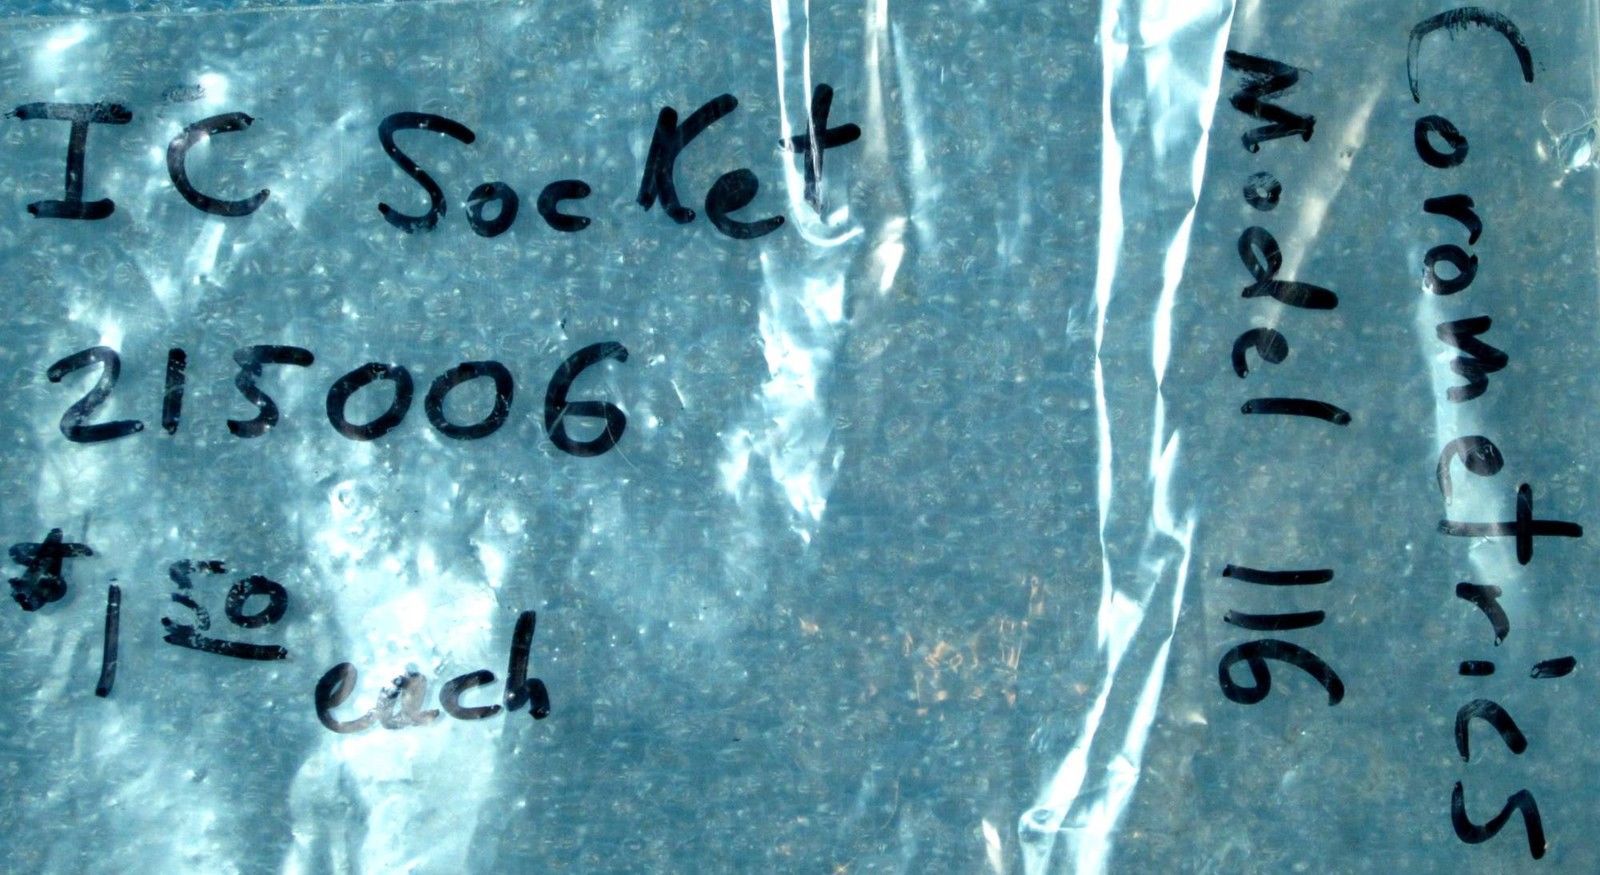 IC Socket
215006
$1 50 each
Corometrics
Model 116